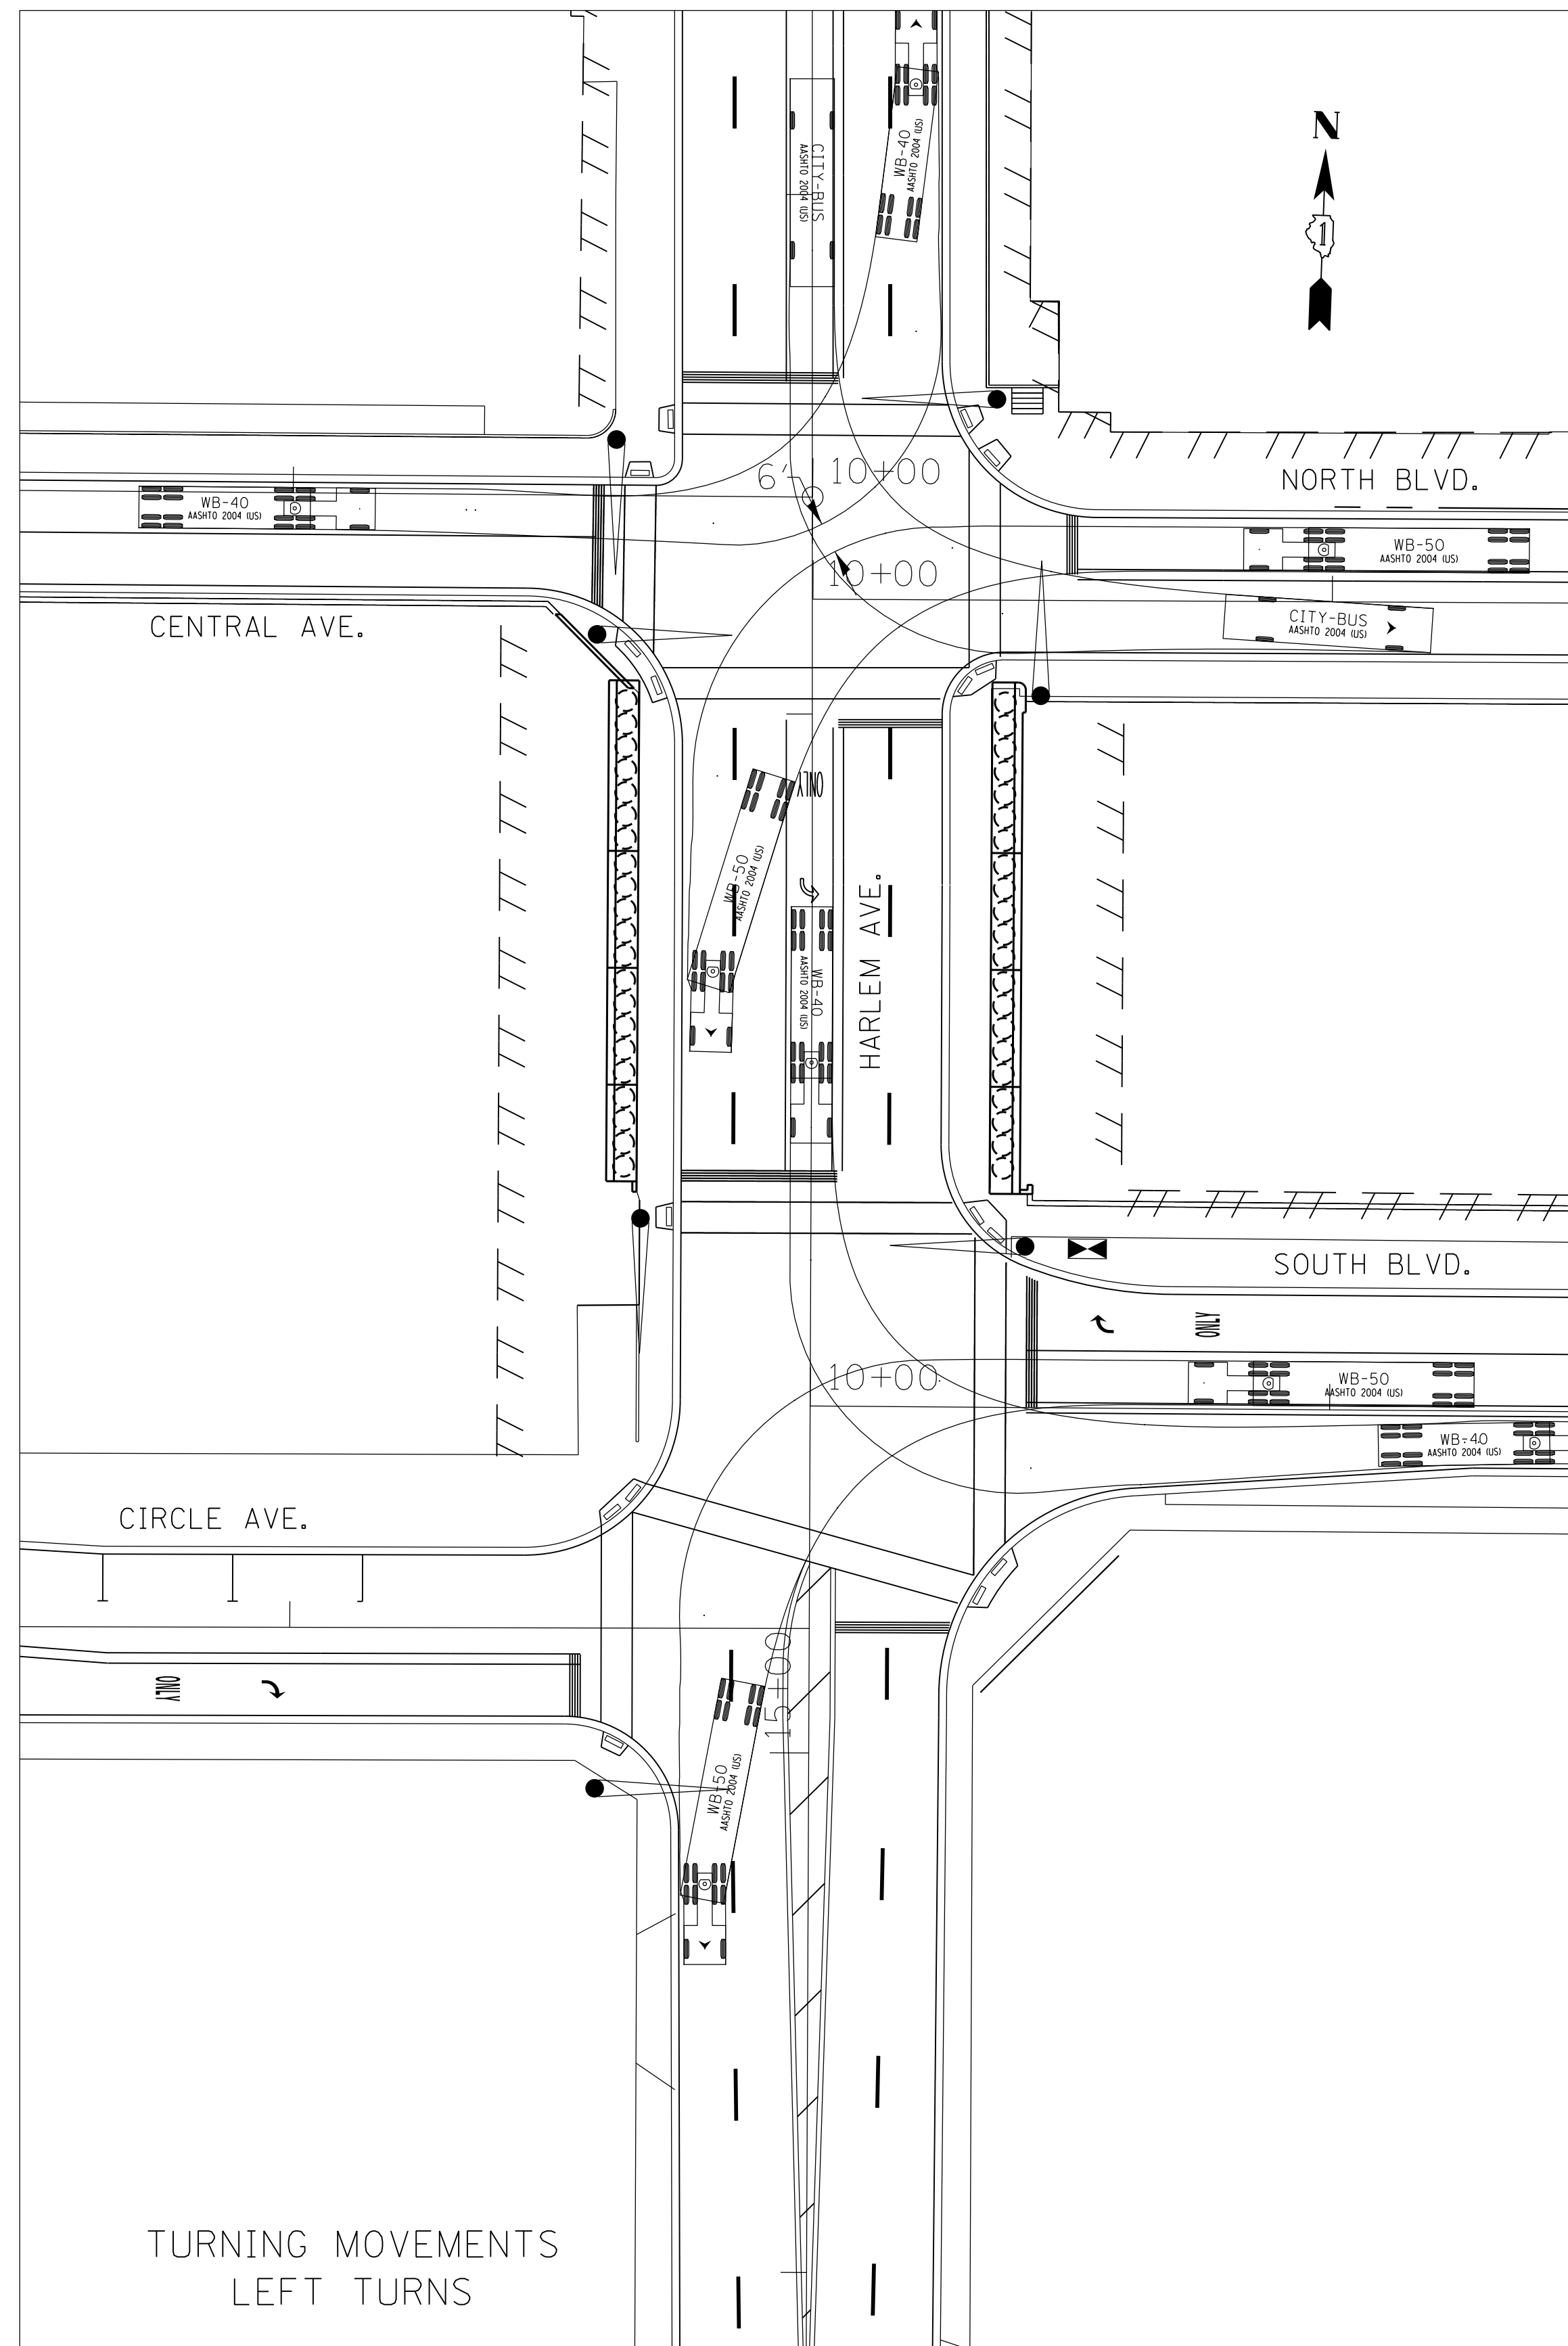 WB-40
AASHTO 2004 (US)
CITY-BUS
AASHTO 2004 (US)
N
1
6'
10+00
NORTH BLVD.
WB-40
AASHTO 2004 (US)
WB-50
AASHTO 2004 (US)
10+00
CENTRAL AVE.
CITY-BUS
AASHTO 2004 (US)
ONLY
WB-50
AASHTO 2004 (US)
HARLEM AVE.
WB-40
AASHTO 2004 (US)
SOUTH BLVD.
ONLY
10+00
WB-50
AASHTO 2004 (US)
WB-40
AASHTO 2004 (US)
CIRCLE AVE.
15+00
ONLY
WB-50
AASHTO 2004 (US)
TURNING MOVEMENTS
LEFT TURNS